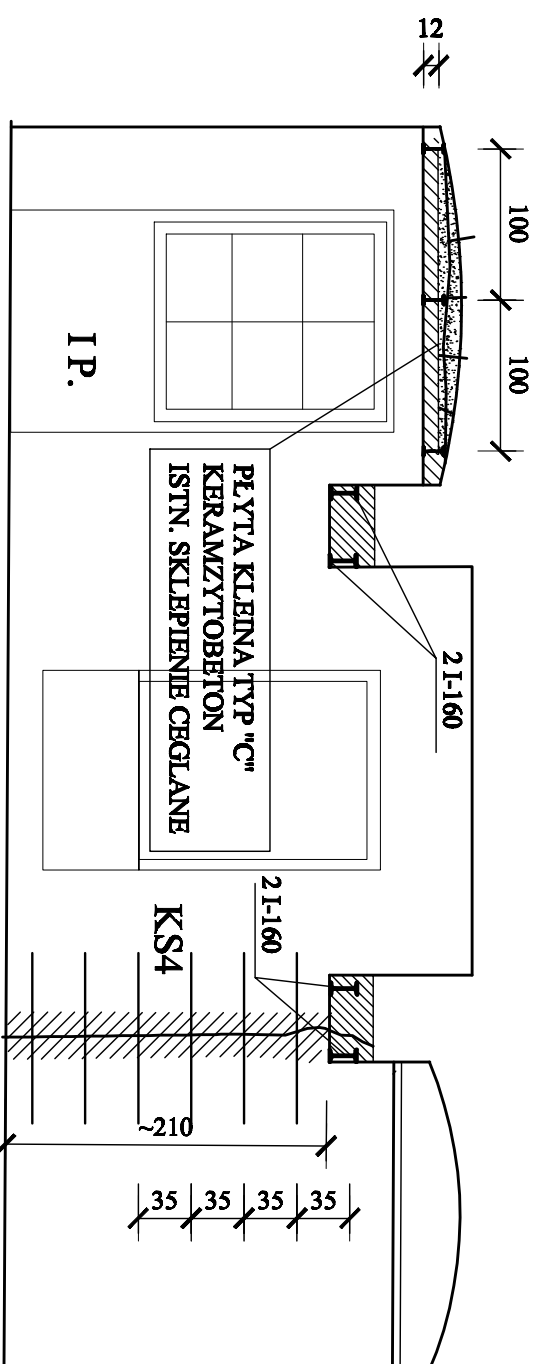 12
100
100
2 I-160
PŁYTA KLEINA TYP "C"
KERAMZYTOBETON
ISTN. SKLEPIENIE CEGLANE
I P.
2 I-160
KS4
~210
35
35
35
35